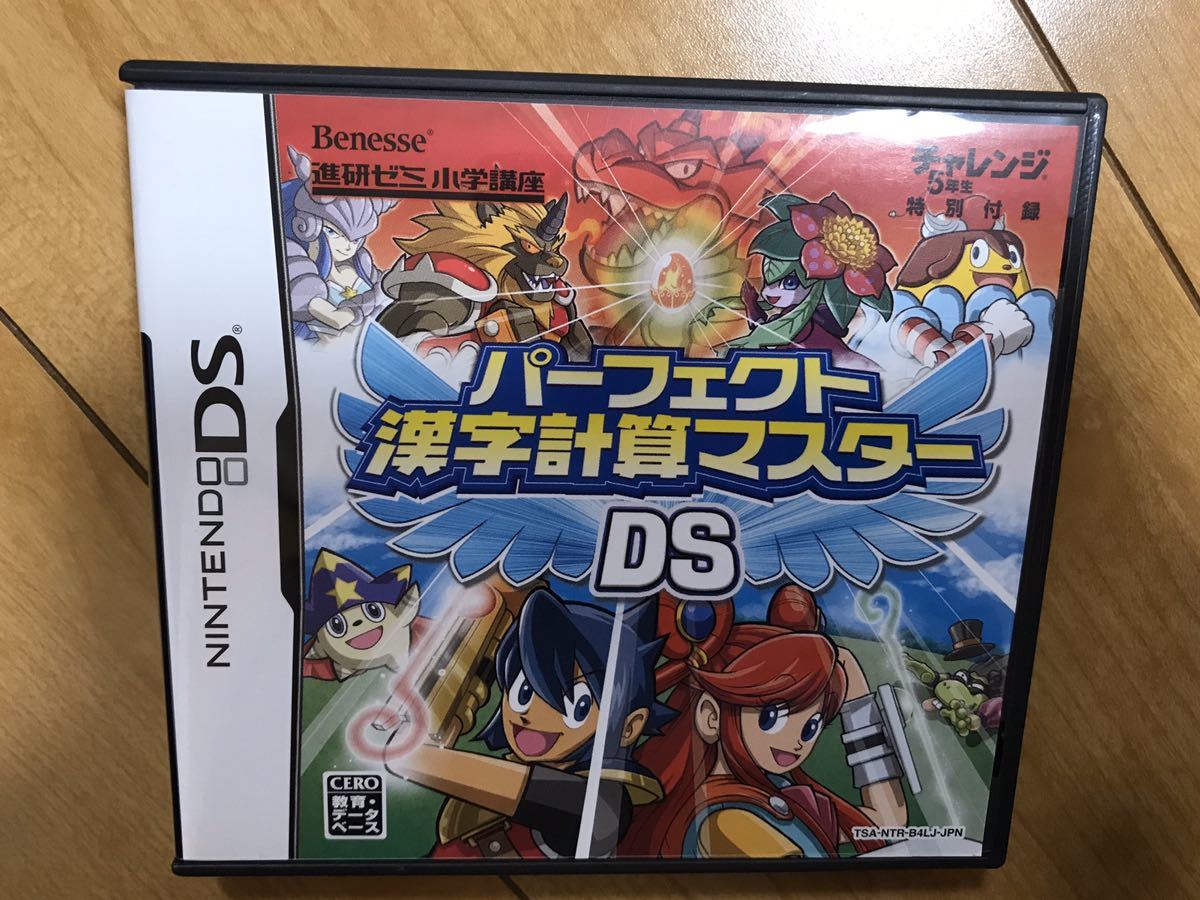 Benesse®
進研ゼミ 小学講座
チャレンジ®
5年生
特別付録
パーフェクト
漢字計算マスター
DS
NINTENDO DS®
CERO
教育・
データ
ベース
TSA-NTR-B4LJ-JPN